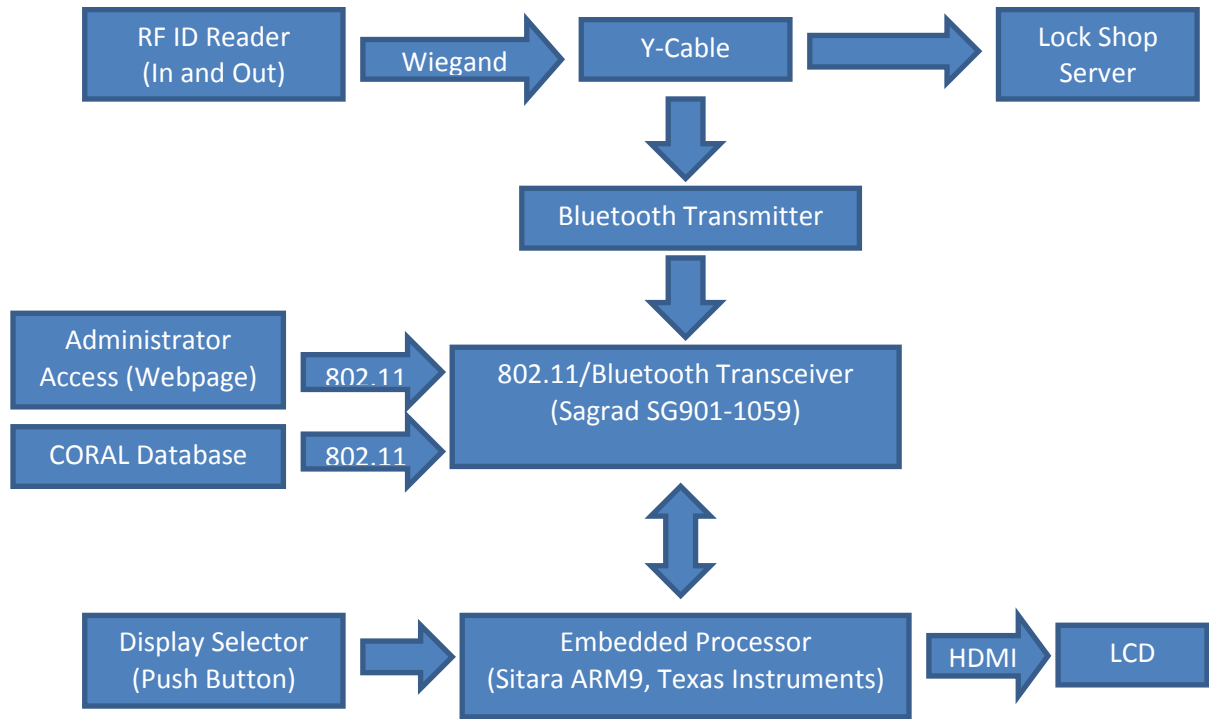 RF ID Reader
(In and Out)
Wiegand
Y-Cable
Lock Shop
Server
Bluetooth Transmitter
Administrator
Access (Webpage)
802.11
802.11/Bluetooth Transceiver
(Sagrad SG901-1059)
CORAL Database
802.11
Display Selector
(Push Button)
Embedded Processor
(Sitara ARM9, Texas Instruments)
HDMI
LCD